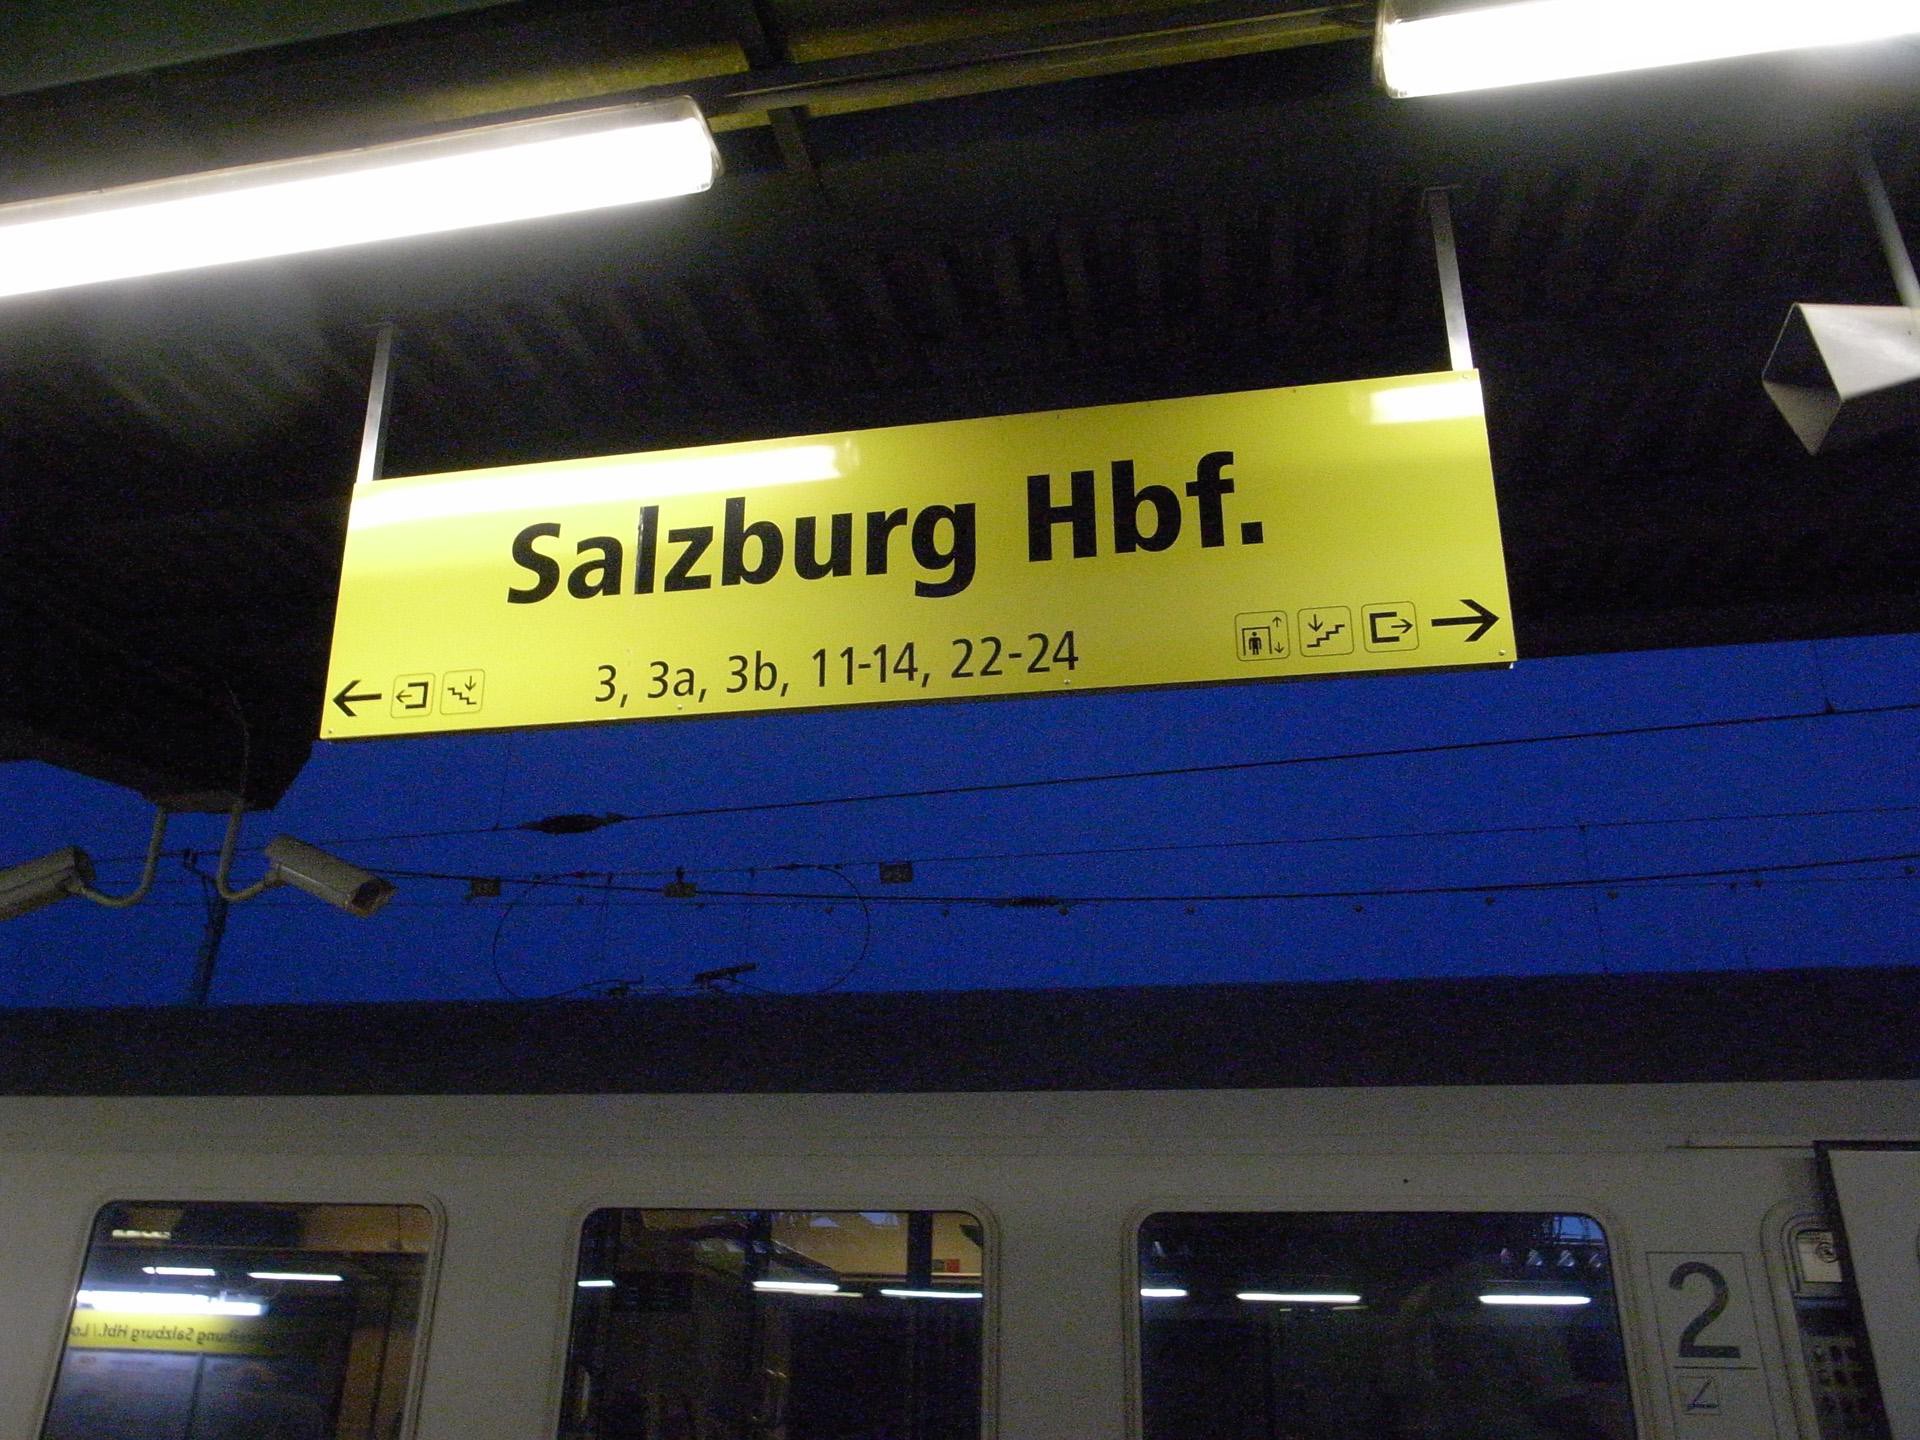 Salzburg Hbf.
3, 3a, 3b, 11-14, 22-24
2